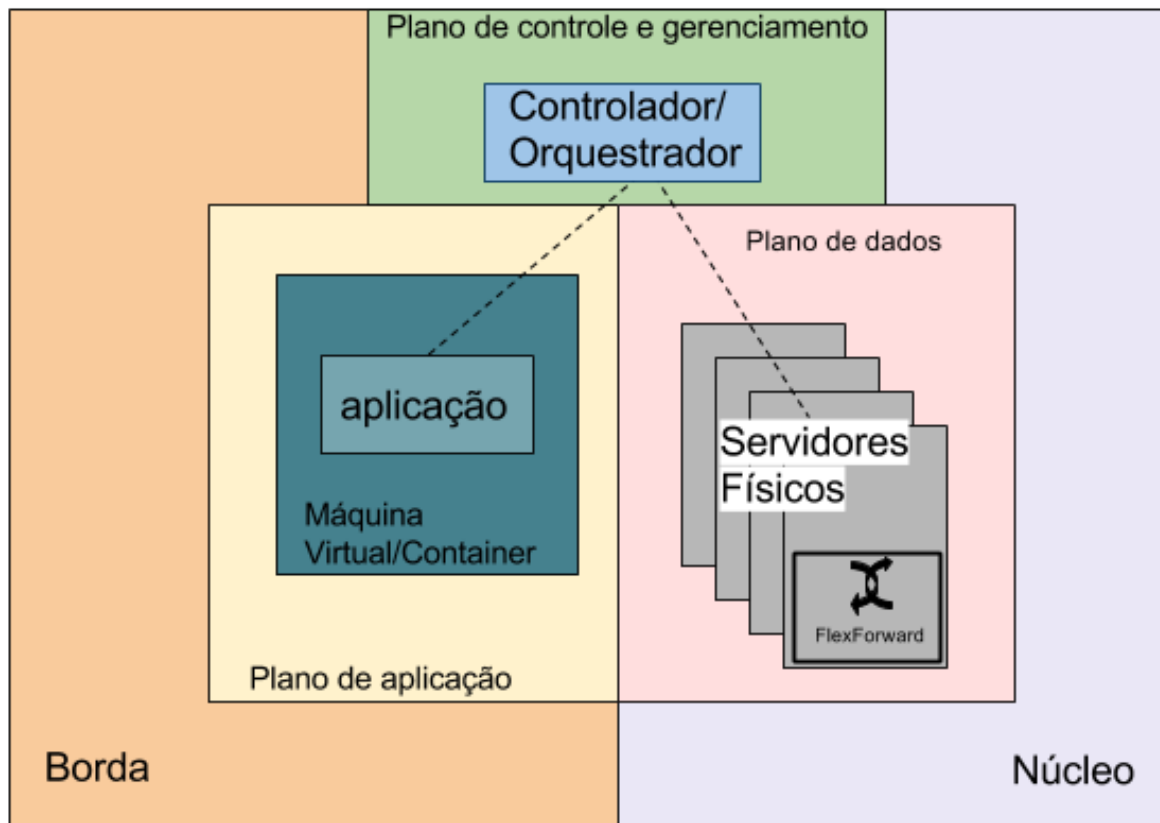 Plano de controle e gerenciamento
Controlador/
Orquestrador
Plano de dados
aplicação
Servidores
Físicos
Máquina
Virtual/Container
FlexForward
Plano de aplicação
Borda
Núcleo